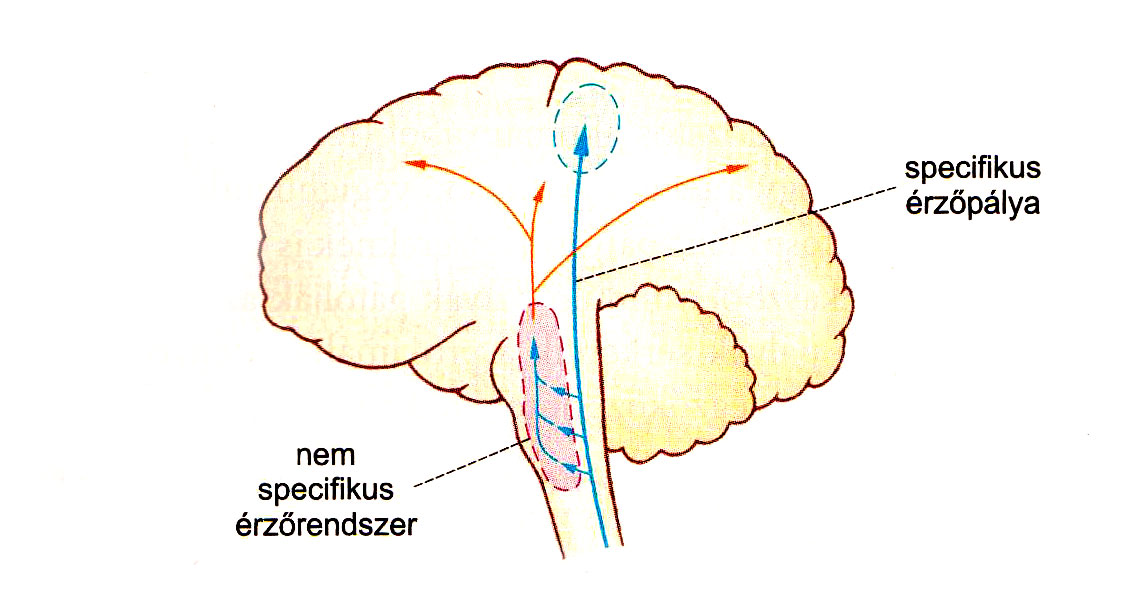 specifikus
érzőpálya
nem
specifikus
érzőrendszer